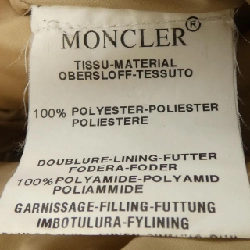 MONCLER®
TISSU-MATERIAL
OBERSLOFF-TESSUTO
100% POLYESTER-POLIESTER
POLIESTERE
DOUBLURE-LINING-FUTTER
FODERA-FODER
100% POLYAMIDE-POLYAMID
POLIAMMIDE
GARNISSAGE-FILLING-FUTTUNG
IMBOTULURA-FYLINING